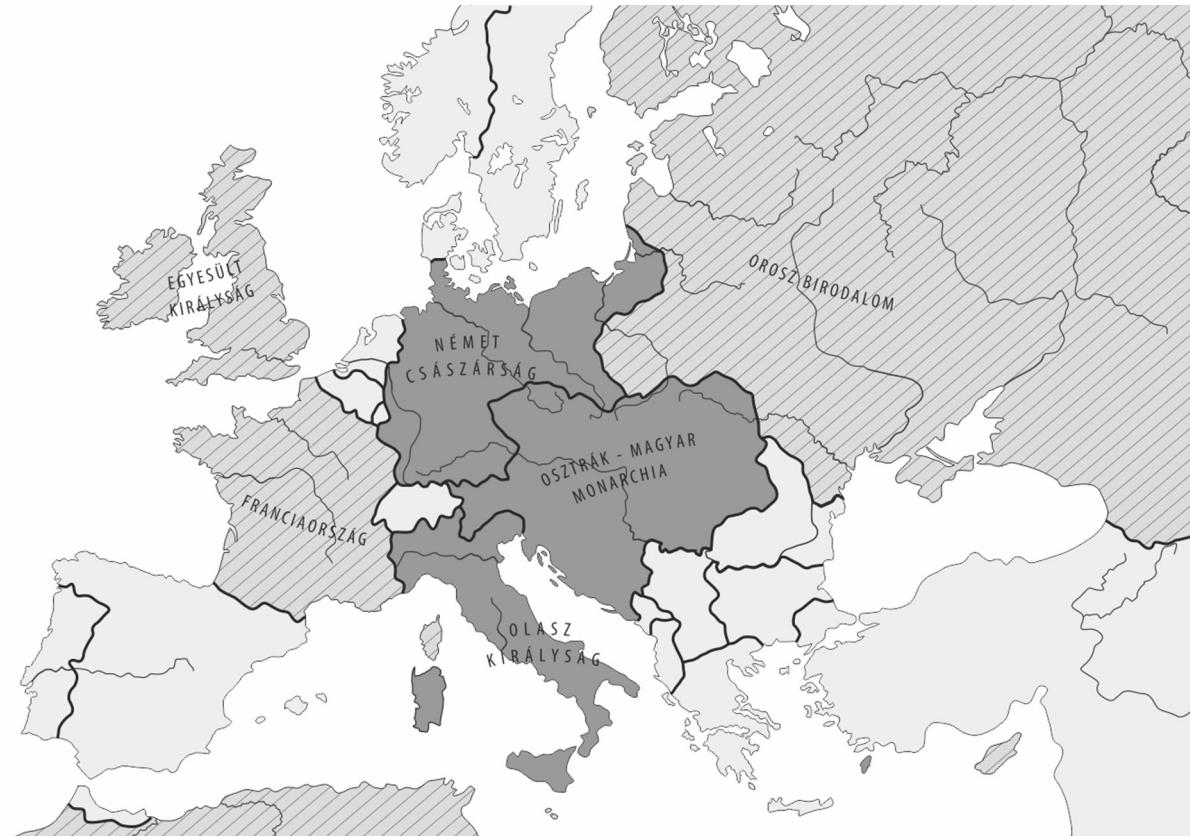 EGYESÜLT
KIRÁLYSÁG
OROSZ BIRODALOM
NÉMET
CSÁSZÁRSÁG
OSZTRÁK - MAGYAR
MONARCHIA
FRANCIAORSZÁG
OLASZ
KIRÁLYSÁG